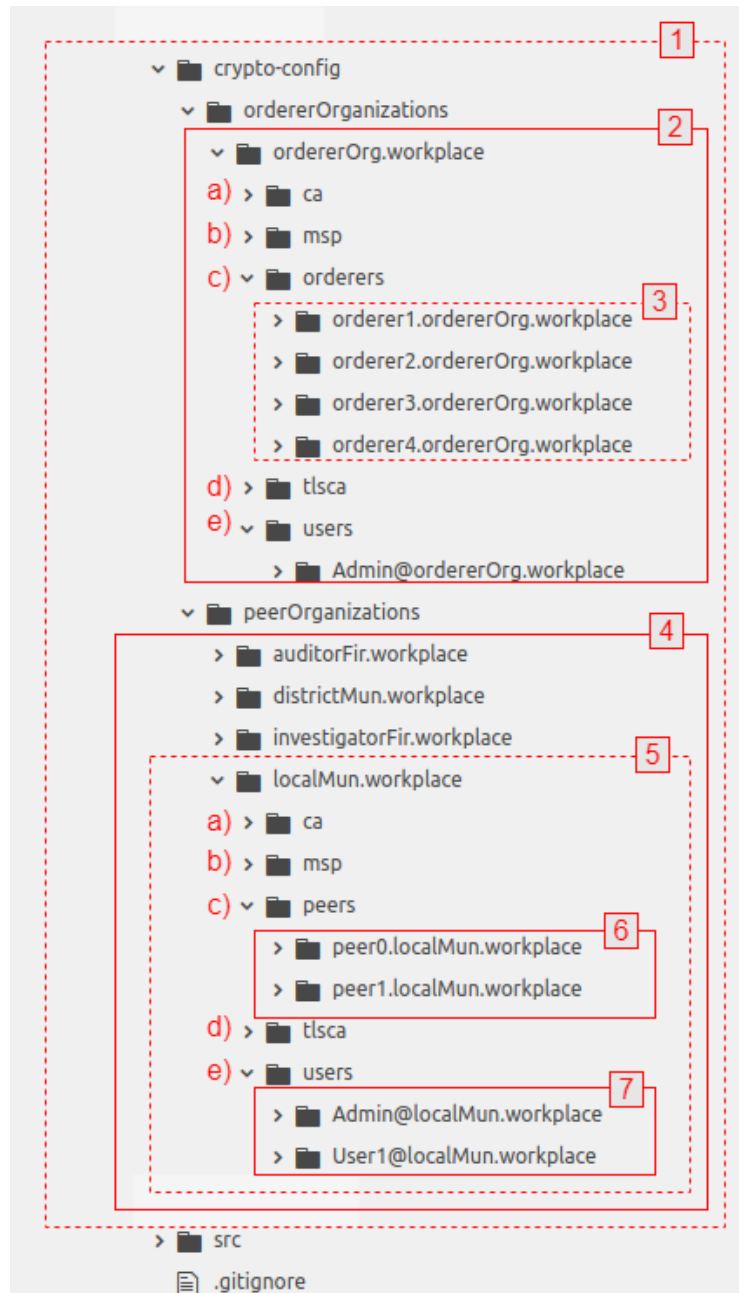 1
crypto-config
ordererOrganizations
2
ordererOrg.workplace
a) ca
b) msp
c) orderers
3
orderer1.ordererOrg.workplace
orderer2.ordererOrg.workplace
orderer3.ordererOrg.workplace
orderer4.ordererOrg.workplace
d) tlsca
e) users
Admin@ordererOrg.workplace
peerOrganizations
4
auditorFir.workplace
districtMun.workplace
investigatorFir.workplace
5
localMun.workplace
a) ca
b) msp
c) peers
6
peer0.localMun.workplace
peer1.localMun.workplace
d) tlsca
e) users
7
Admin@localMun.workplace
User1@localMun.workplace
src
.gitignore